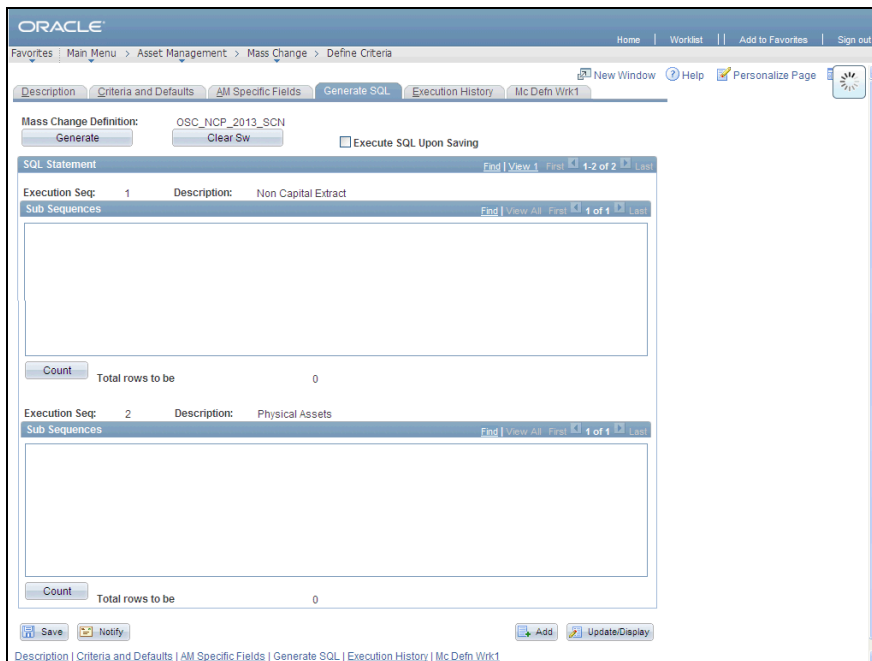 ORACLE
Home | Worklist || Add to Favorites | Sign out
Favorites Main Menu > Asset Management > Mass Change > Define Criteria
New Window Help Personalize Page
Description Criteria and Defaults AM Specific Fields Generate SQL Execution History Mc Defn Wrk1
Mass Change Definition: OSC_NCP_2013_SCN
Generate Clear Sw Execute SQL Upon Saving
SQL Statement Find | View 1 First 1-2 of 2 Last
Execution Seq: 1 Description: Non Capital Extract
Sub Sequences Find | View All First 1 of 1 Last
Count Total rows to be 0
Execution Seq: 2 Description: Physical Assets
Sub Sequences Find | View All First 1 of 1 Last
Count Total rows to be 0
Save Notify Add Update/Display
Description | Criteria and Defaults | AM Specific Fields | Generate SQL | Execution History | Mc Defn Wrk1